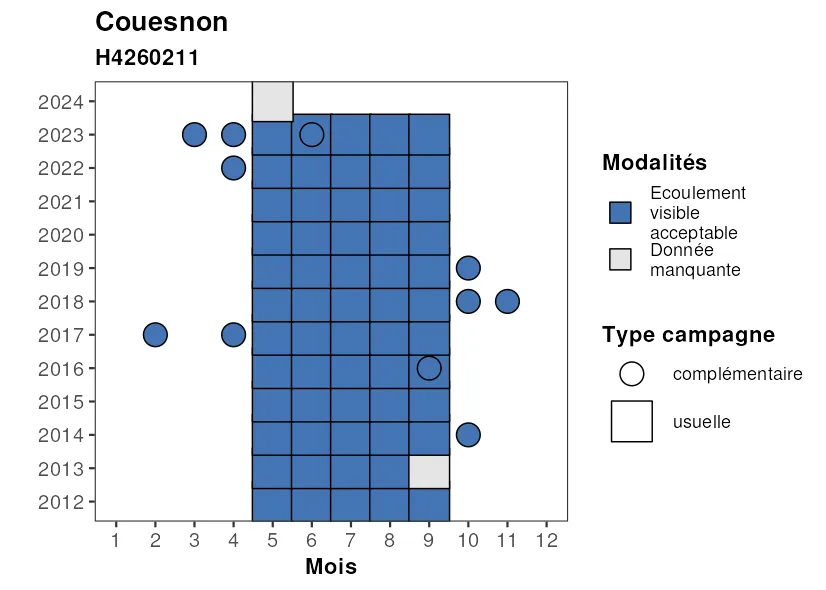 Couesnon
H4260211
2024
2023
2022
2021
2020
2019
2018
2017
2016
2015
2014
2013
2012
1 2 3 4 5 6 7 8 9 10 11 12
Mois
Modalités
Ecoulement
visible
acceptable
Donnée
manquante
Type campagne
complémentaire
usuelle